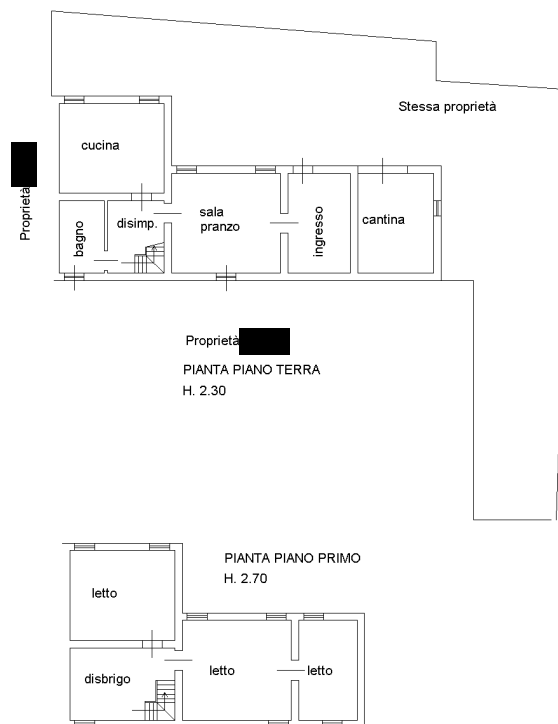 Stessa proprietà
cucina
Proprietà
bagno
disimp.
sala
pranzo
ingresso
cantina
Proprietà
PIANTA PIANO TERRA
H. 2.30
PIANTA PIANO PRIMO
H. 2.70
letto
disbrigo
letto
letto